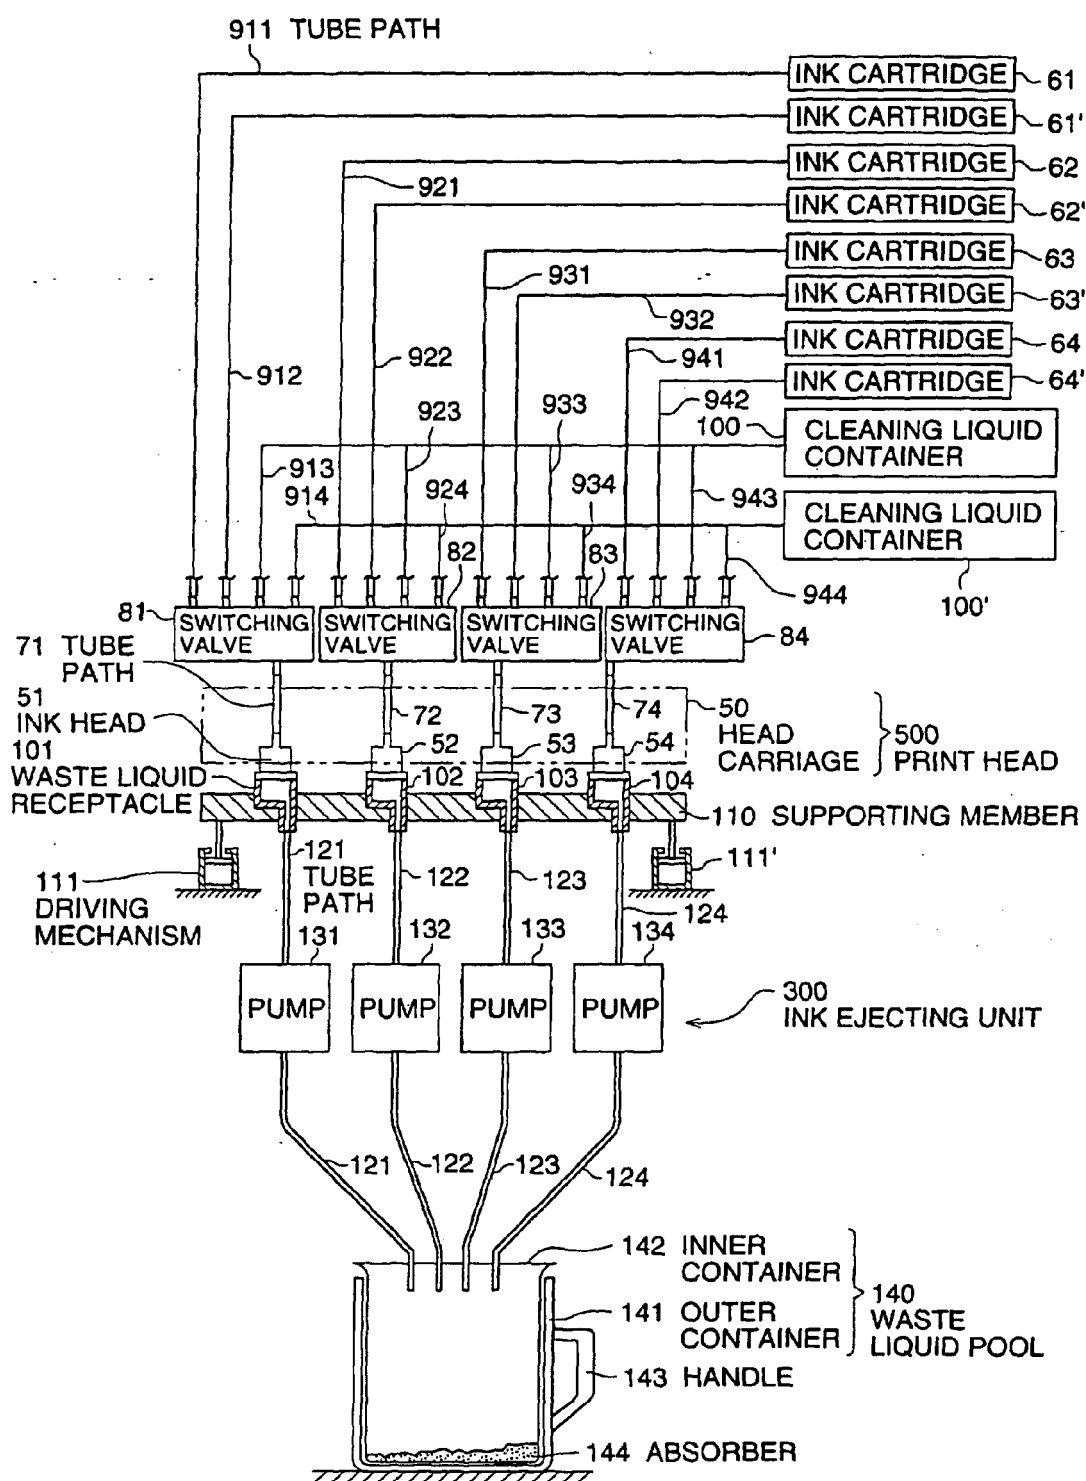 911 TUBE PATH
INK CARTRIDGE 61
INK CARTRIDGE 61'
INK CARTRIDGE 62
921
INK CARTRIDGE 62'
INK CARTRIDGE 63
931
INK CARTRIDGE 63'
932
INK CARTRIDGE 64
941
912
922
INK CARTRIDGE 64'
942
923
933
100
CLEANING LIQUID
CONTAINER
913
914
924
934
943
CLEANING LIQUID
CONTAINER
82
83
944
100'
81
SWITCHING
VALVE
SWITCHING
VALVE
SWITCHING
VALVE
SWITCHING
VALVE
84
71 TUBE
PATH
72
73
74
51
INK HEAD
52
53
54
50
HEAD
CARRIAGE
500
PRINT HEAD
101
WASTE LIQUID
RECEPTACLE
102
103
104
110 SUPPORTING MEMBER
111
DRIVING
MECHANISM
121
TUBE
PATH
122
123
111'
124
131
132
133
134
PUMP
PUMP
PUMP
PUMP
300
INK EJECTING UNIT
121
122
123
124
142 INNER
CONTAINER
141 OUTER
CONTAINER
140
WASTE
LIQUID POOL
143 HANDLE
144 ABSORBER